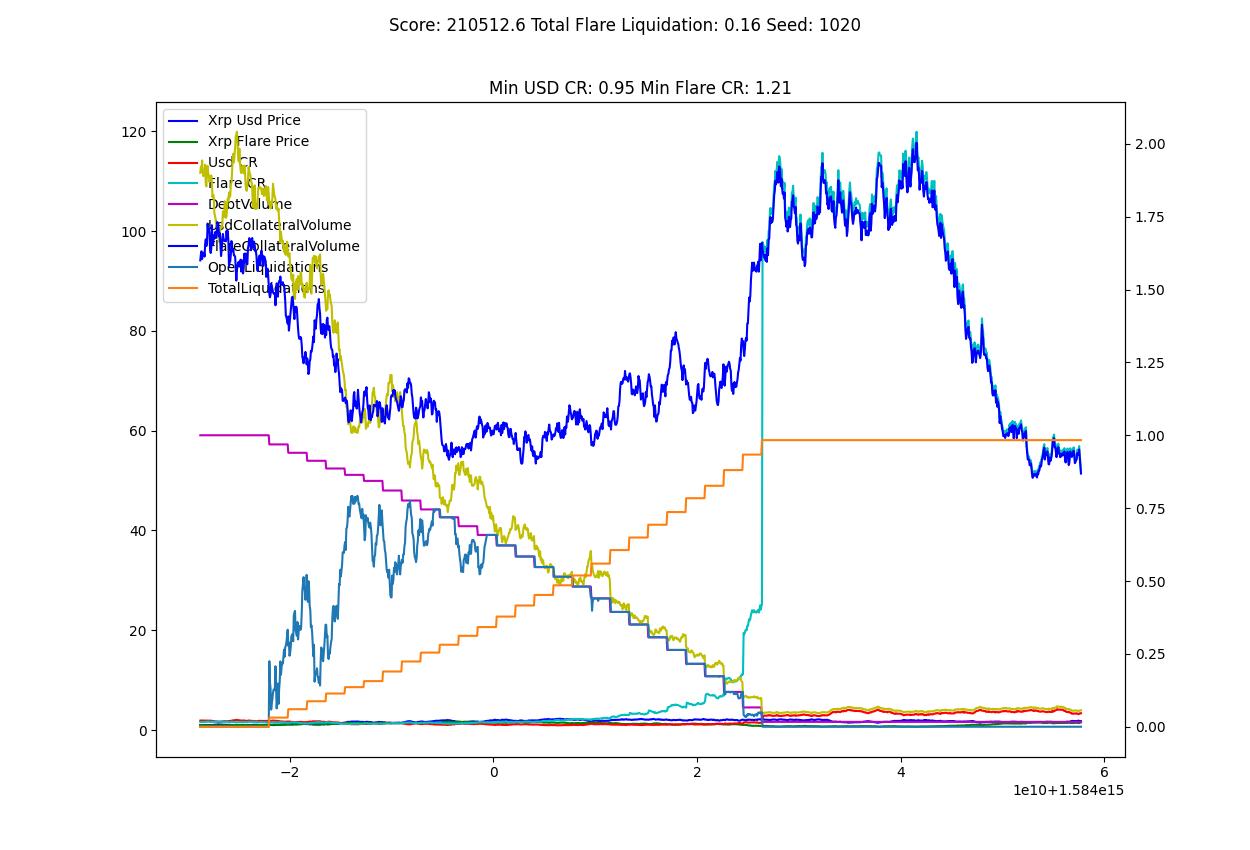 Score: 210512.6 Total Flare Liquidation: 0.16 Seed: 1020
Min USD CR: 0.95 Min Flare CR: 1.21
Xrp Usd Price
Xrp Flare Price
Usd CR
Flare CR
DeptVolume
UsdCollateralVolume
FlareCollateralVolume
OpenLiquidations
TotalLiquidations
120
100
80
60
40
20
0
2.00
1.75
1.50
1.25
1.00
0.75
0.50
0.25
0.00
−2
0
2
4
6
1e10+1.584e15